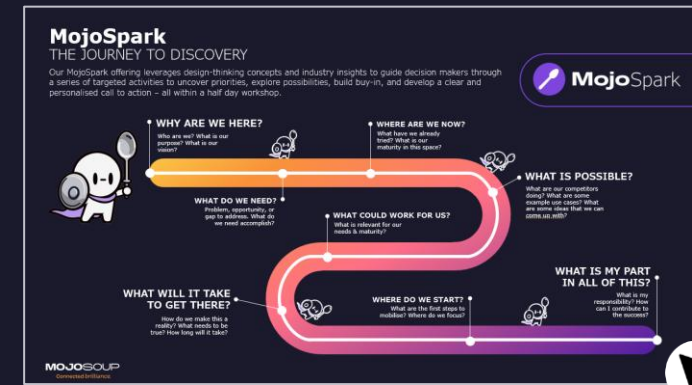 MojoSpark
THE JOURNEY TO DISCOVERY
Our MojoSpark offering leverages design-thinking concepts and industry insights to guide decision makers through
a series of targeted activities to uncover priorities, explore possibilities, build buy-in, and develop a clear and
personalised call to action – all within a half day workshop.
MojoSpark
WHY ARE WE HERE?
Who are we? What is our
purpose? What is our
vision?
WHAT DO WE NEED?
Problem, opportunity, or
gap to address. What do
we need accomplish?
WHERE ARE WE NOW?
What have we already
tried? What is our
maturity in this space?
WHAT IS POSSIBLE?
What are our competitors
doing? What are some
example use cases? What
are some ideas that we can
come up with?
WHAT COULD WORK FOR US?
What is relevant for our
needs & maturity?
WHAT WILL IT TAKE
TO GET THERE?
How do we make this a
reality? What needs to be
true? How long will it take?
WHERE DO WE START?
What are the first steps to
mobilise? Where do we focus?
WHAT IS MY PART
IN ALL OF THIS?
What is my
responsibility? How
can I contribute to
the success?
MOJOSOUP
Connected brilliance.